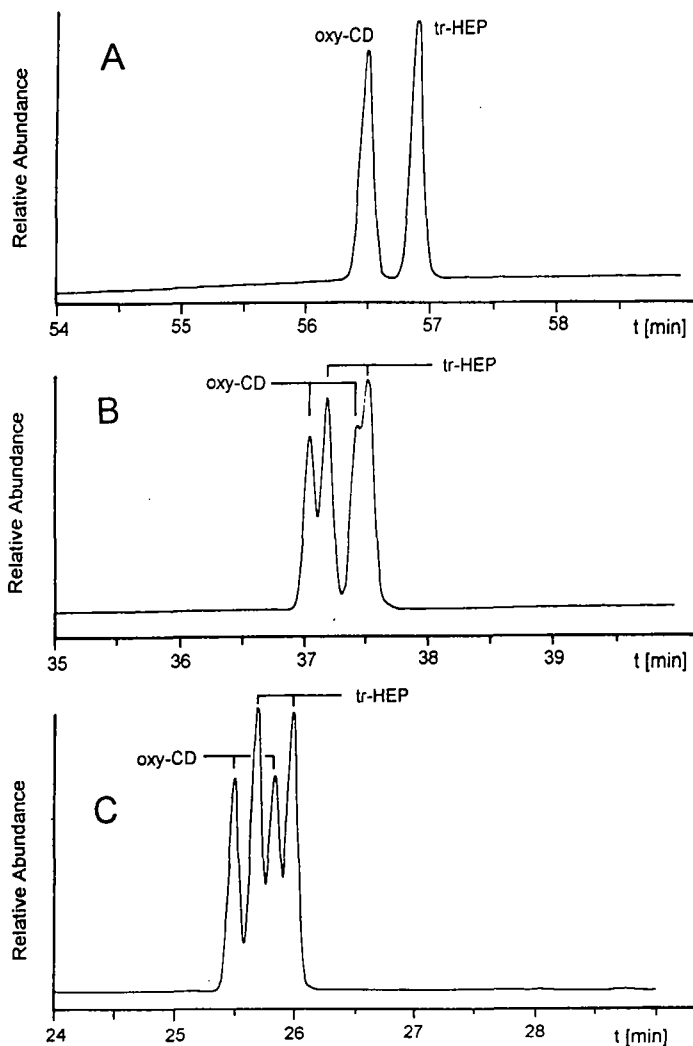 A
oxy-CD
tr-HEP
Relative Abundance
54 55 56 57 58 t [min]
B
oxy-CD
tr-HEP
Relative Abundance
35 36 37 38 39 t [min]
C
oxy-CD
tr-HEP
Relative Abundance
24 25 26 27 28 t [min]